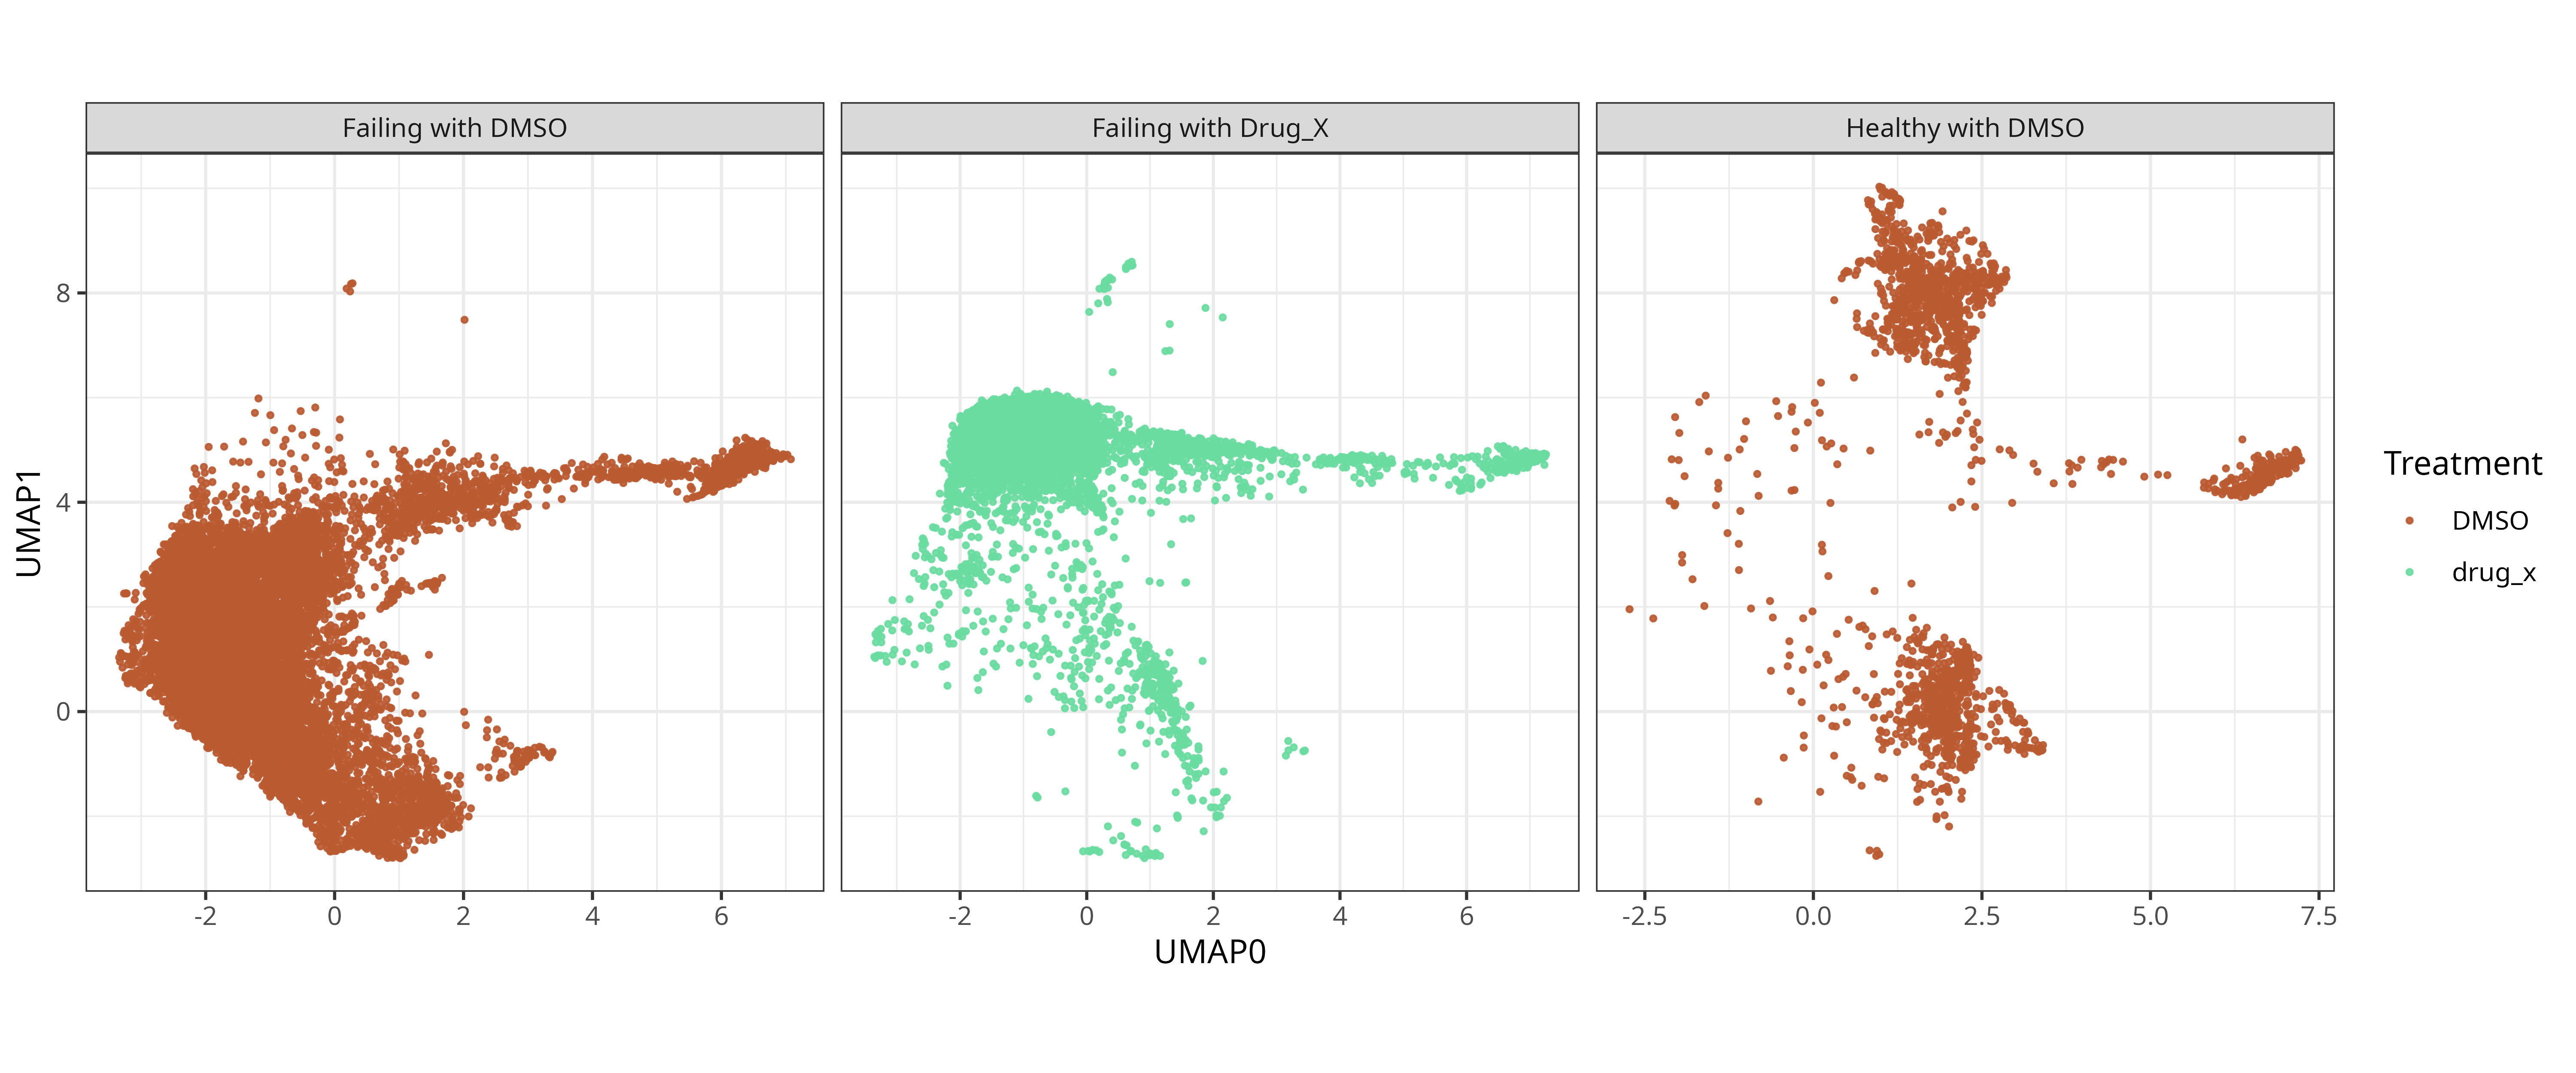 Failing with DMSO
Failing with Drug_X
Healthy with DMSO
UMAP1
8
4
0
-2
0
2
4
6
-2
0
2
4
6
-2.5
0.0
2.5
5.0
7.5
UMAP0
Treatment
DMSO
drug_x